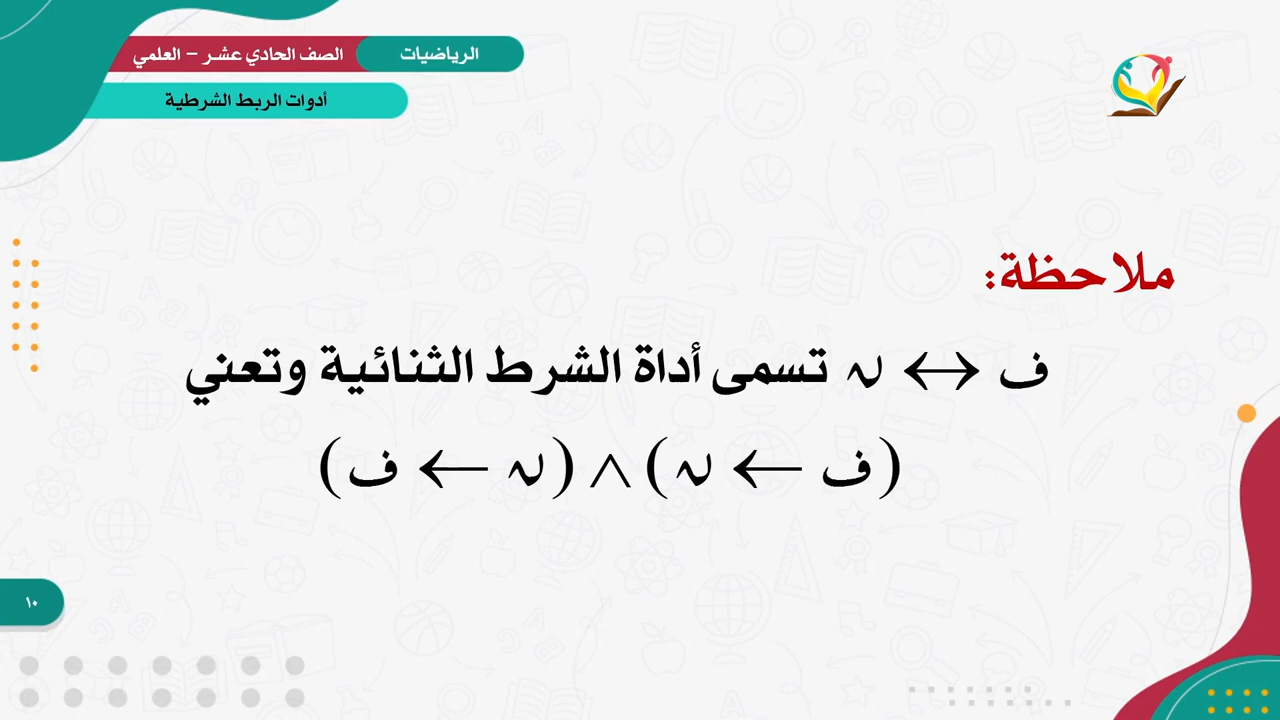 الرياضيات
الصف الحادي عشر – العلمي
أدوات الربط الشرطية
ملاحظة:
ف ↔ ن تسمى أداة الشرط الثنائية وتعني
(ف ← ن) ∧ (ن ← ف)
١٠